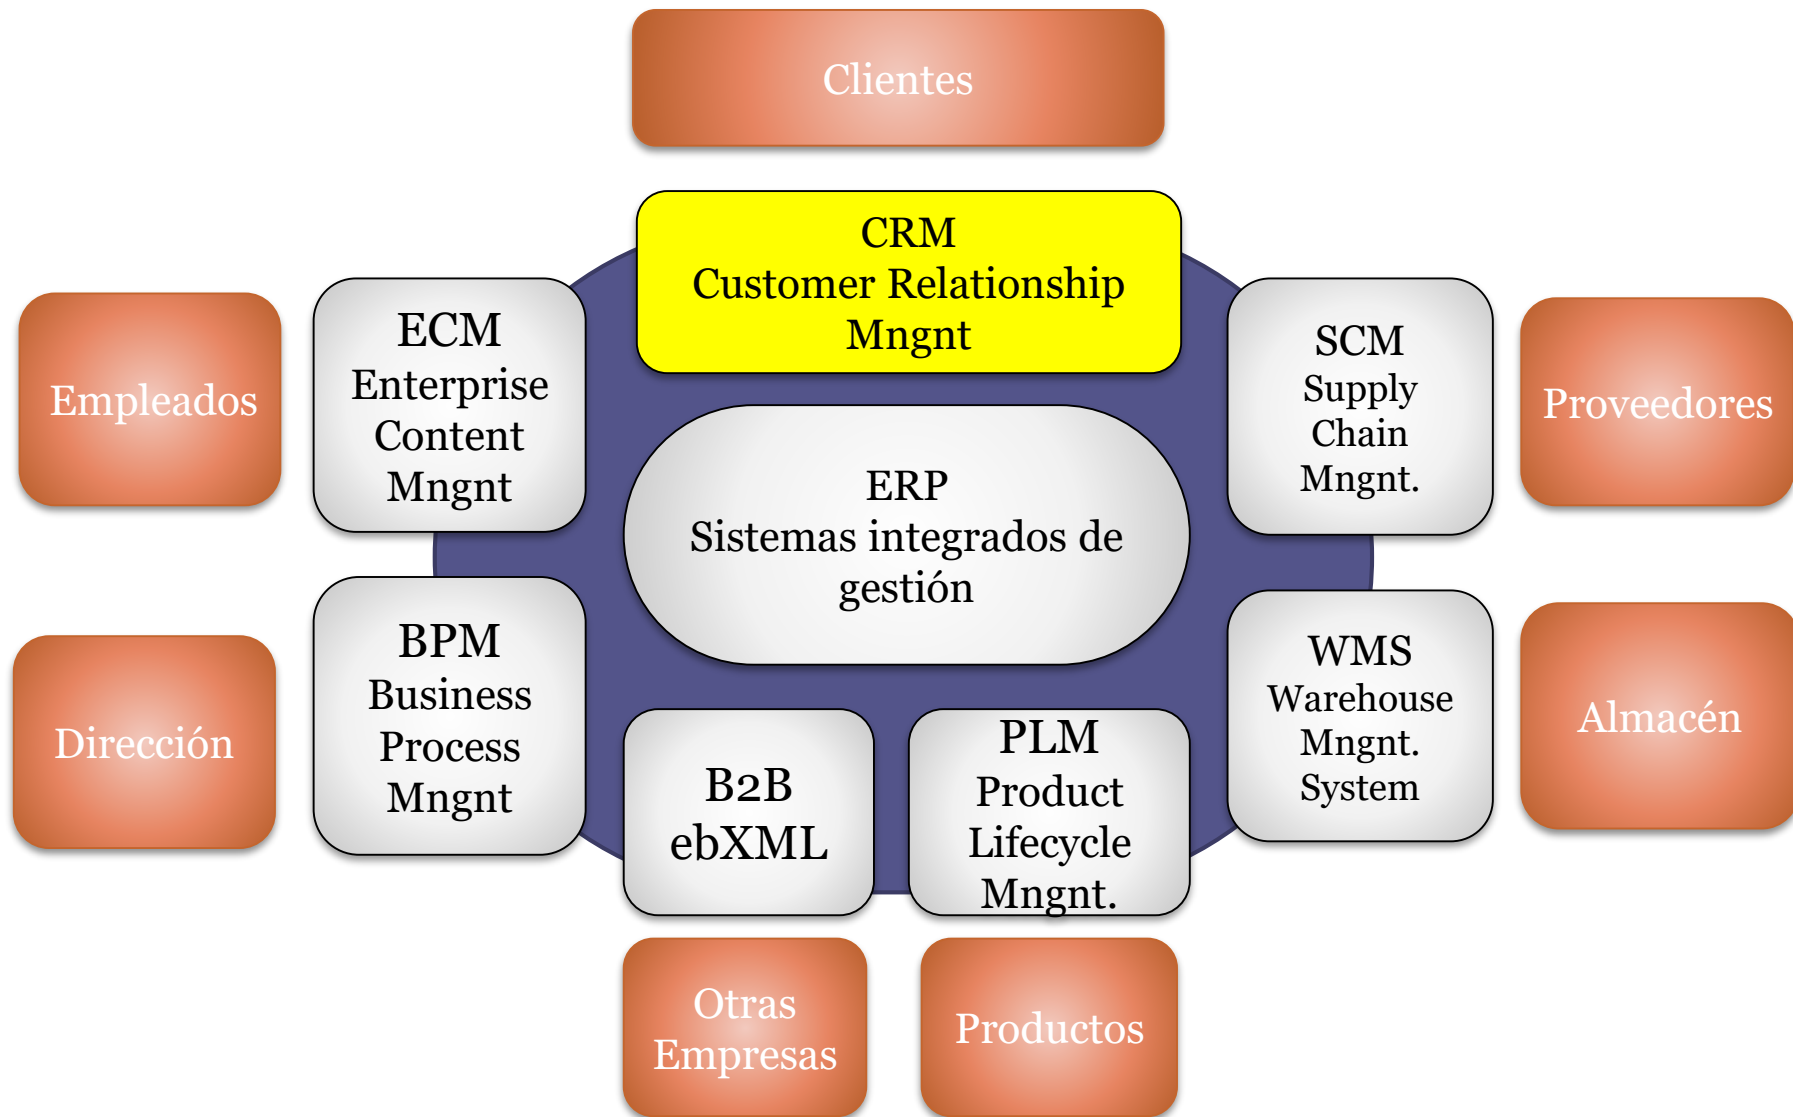 Clientes
CRM
Customer Relationship
Mngnt
Empleados
ECM
Enterprise
Content
Mngnt
SCM
Supply
Chain
Mngnt.
Proveedores
ERP
Sistemas integrados de
gestión
Dirección
BPM
Business
Process
Mngnt
WMS
Warehouse
Mngnt.
System
Almacén
B2B
ebXML
PLM
Product
Lifecycle
Mngnt.
Otras
Empresas
Productos